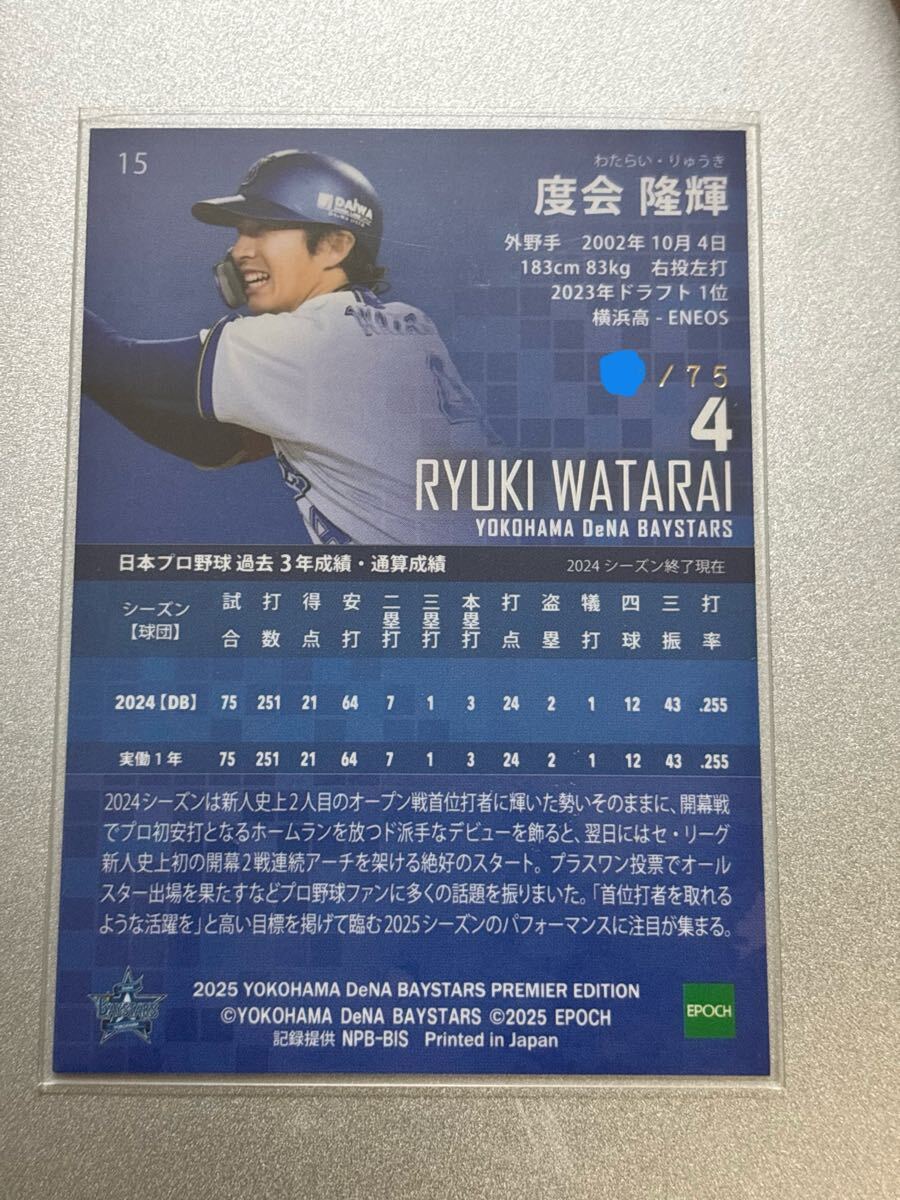 15
わたらい・りゅうき
度会 隆輝
外野手 2002年 10月 4日
183cm 83kg 右投左打
2023年ドラフト 1位
横浜高 - ENEOS
DAIWA
/75
4
RYUKI WATARAI
YOKOHAMA DeNA BAYSTARS
日本プロ野球 過去 3年成績・通算成績 2024 シーズン終了現在
シーズン【球団】 試合 打数 得点 安打 二塁打 三塁打 本塁打 打点 盗塁 犠打 四球 三振 打率
2024【DB】 75 251 21 64 7 1 3 24 2 1 12 43 .255
実働 1年 75 251 21 64 7 1 3 24 2 1 12 43 .255
2024シーズンは新人史上2人目のオープン戦首位打者に輝いた勢いそのままに、開幕戦
でプロ初安打となるホームランを放つド派手なデビューを飾ると、翌日にはセ・リーグ
新人史上初の開幕2戦連続アーチを架ける絶好のスタート。プラスワン投票でオール
スター出場を果たすなどプロ野球ファンに多くの話題を振りまいた。「首位打者を取れる
ような活躍を」と高い目標を掲げて臨む2025シーズンのパフォーマンスに注目が集まる。
BAYSTARS
2025 YOKOHAMA DeNA BAYSTARS PREMIER EDITION
©YOKOHAMA DeNA BAYSTARS ©2025 EPOCH
記録提供 NPB-BIS Printed in Japan
EPOCH